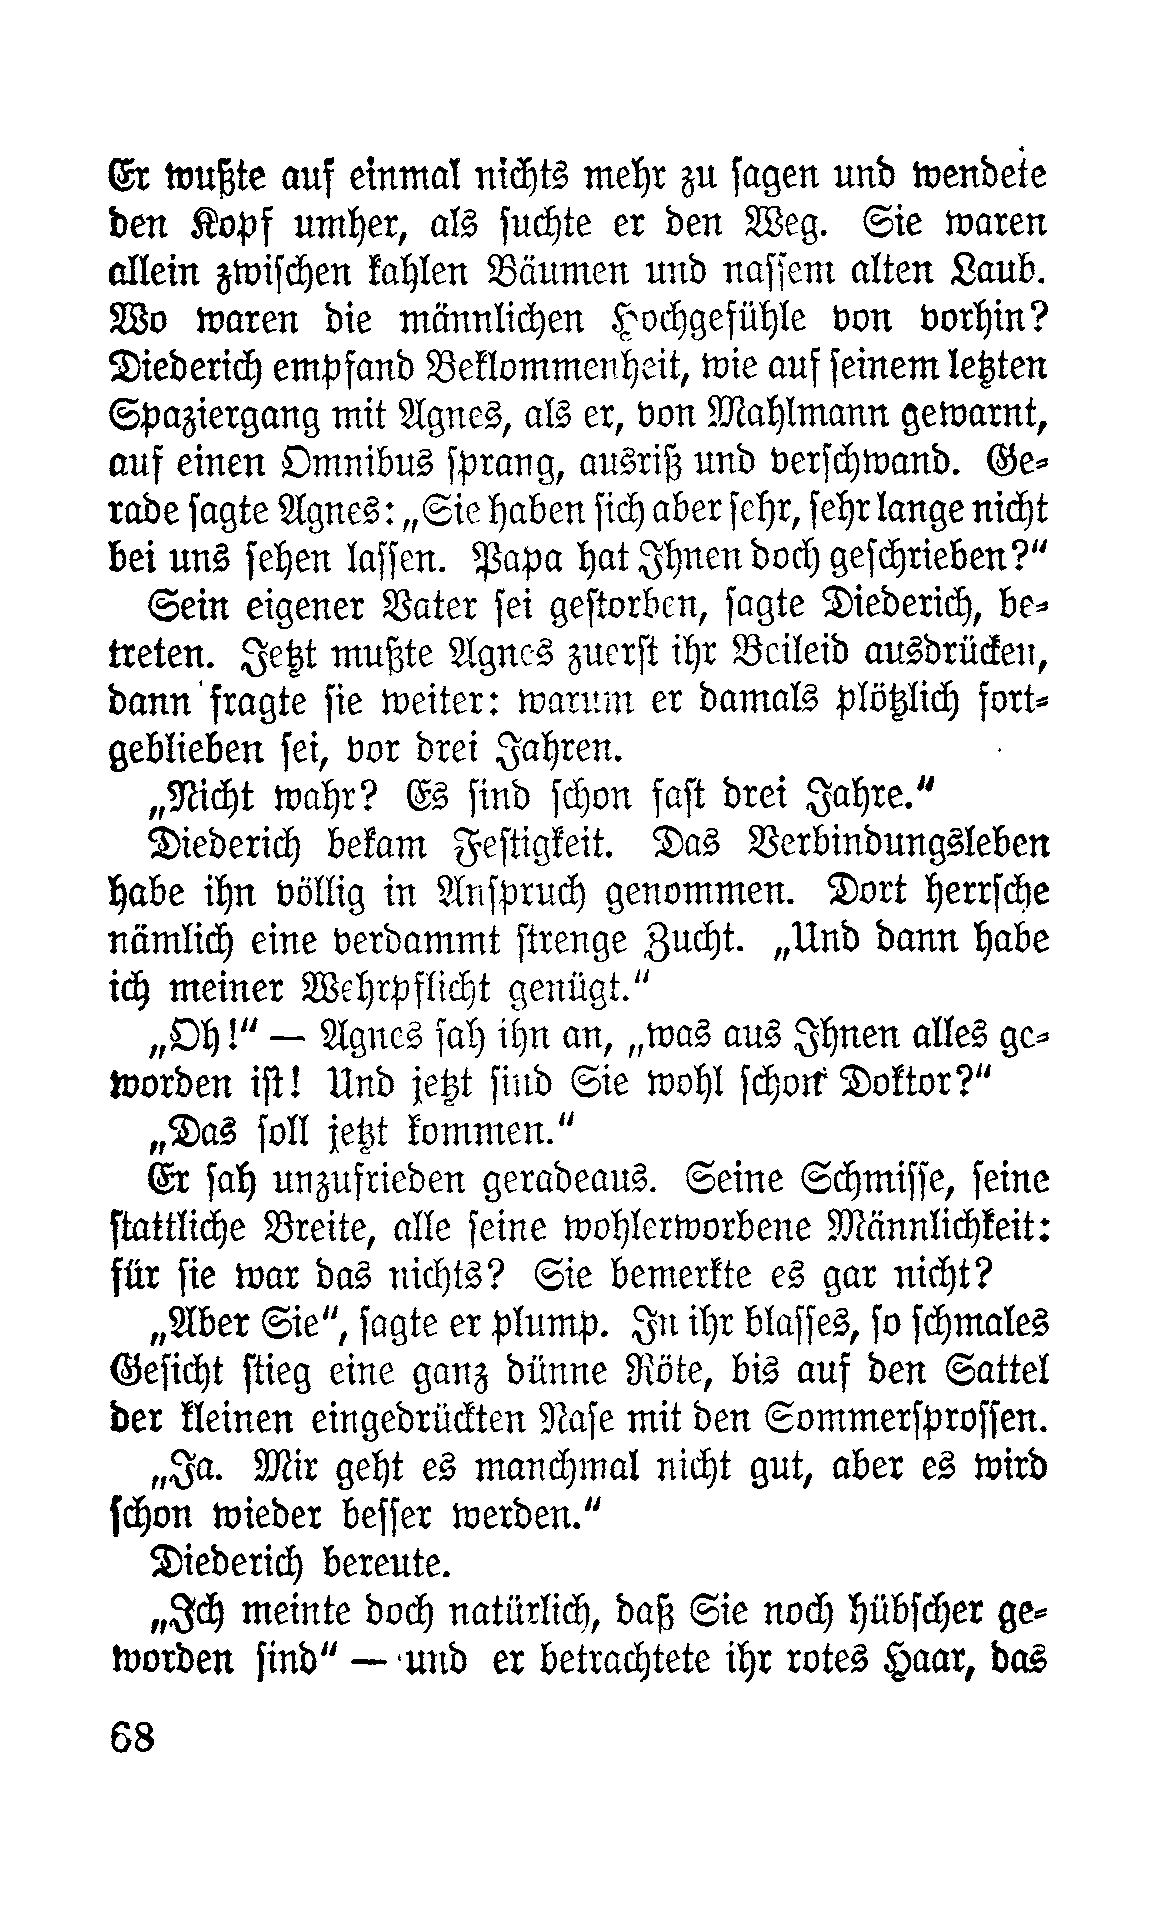 Er wußte auf einmal nichts mehr zu sagen und wendete
den Kopf umher, als suchte er den Weg. Sie waren
allein zwischen kahlen Bäumen und nassem alten Laub.
Wo waren die männlichen Hochgefühle von vorhin?
Diederich empfand Beklommenheit, wie auf seinem letzten
Spaziergang mit Agnes, als er, von Mahlmann gewarnt,
auf einen Omnibus sprang, ausriß und verschwand. Ge-
rade sagte Agnes: „Sie haben sich aber sehr, sehr lange nicht
bei uns sehen lassen. Papa hat Ihnen doch geschrieben?“
Sein eigener Vater sei gestorben, sagte Diederich, be-
treten. Jetzt mußte Agnes zuerst ihr Beileid ausdrücken,
dann fragte sie weiter: warum er damals plötzlich fort-
geblieben sei, vor drei Jahren.
„Nicht wahr? Es sind schon fast drei Jahre.“
Diederich bekam Festigkeit. Das Verbindungsleben
habe ihn völlig in Anspruch genommen. Dort herrsche
nämlich eine verdammt strenge Zucht. „Und dann habe
ich meiner Wehrpflicht genügt.“
„Oh!“ — Agnes sah ihn an, „was aus Ihnen alles ge-
worden ist! Und jetzt sind Sie wohl schon Doktor?“
„Das soll jetzt kommen.“
Er sah unzufrieden geradeaus. Seine Schmisse, seine
stattliche Breite, alle seine wohlerworbene Männlichkeit:
für sie war das nichts? Sie bemerkte es gar nicht?
„Aber Sie“, sagte er plump. In ihr blasses, so schmales
Gesicht stieg eine ganz dünne Röte, bis auf den Sattel
der kleinen eingedrückten Nase mit den Sommersprossen.
„Ja. Mir geht es manchmal nicht gut, aber es wird
schon wieder besser werden.“
Diederich bereute.
„Ich meinte doch natürlich, daß Sie noch hübscher ge-
worden sind“ — und er betrachtete ihr rotes Haar, das
68